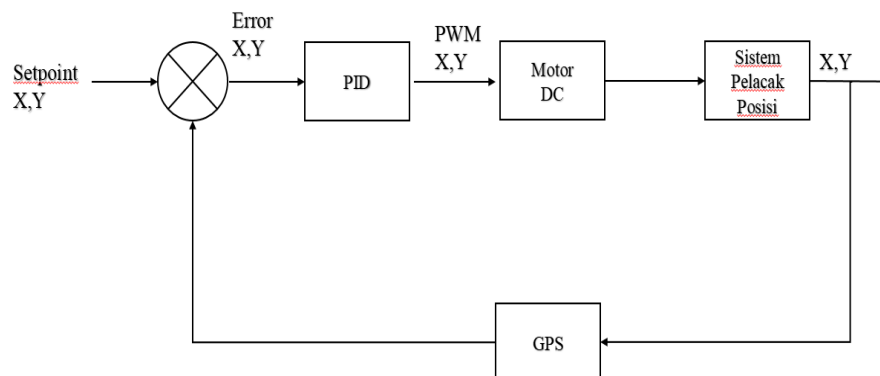 Setpoint
X,Y
Error
X,Y
PID
PWM
X,Y
Motor
DC
Sistem
Pelacak
Posisi
X,Y
GPS